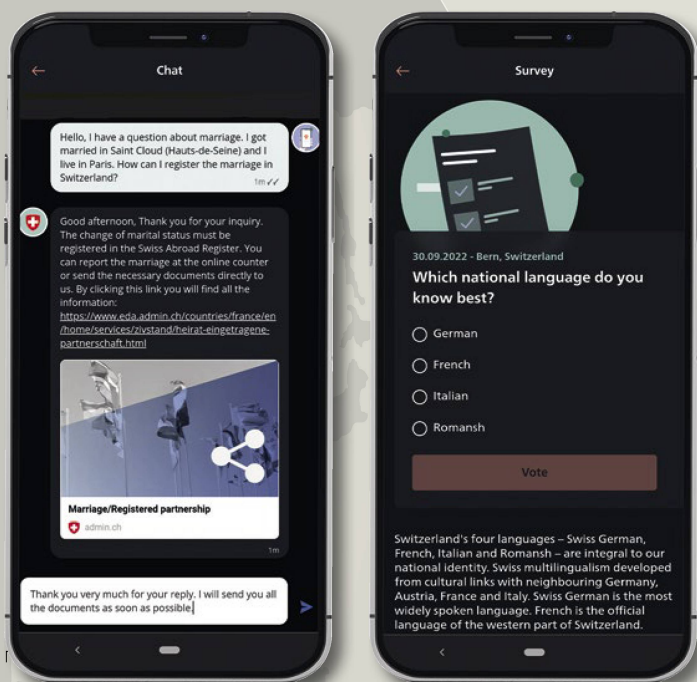 Chat
Hello, I have a question about marriage. I got
married in Saint Cloud (Hauts-de-Seine) and I
live in Paris. How can I register the marriage in
Switzerland?
1m ✓✓
Good afternoon, Thank you for your inquiry.
The change of marital status must be
registered in the Swiss Abroad Register. You
can report the marriage at the online counter
or send the necessary documents directly to
us. By clicking this link you will find all the
information:
https://www.eda.admin.ch/countries/france/en
/home/services/zivstand/heirat-eingetragene-
partnerschaft.html
Marriage/Registered partnership
admin.ch
1m
Thank you very much for your reply. I will send you all
the documents as soon as possible.
Survey
30.09.2022 - Bern, Switzerland
Which national language do you
know best?
German
French
Italian
Romansh
Vote
Switzerland's four languages – Swiss German,
French, Italian and Romansh – are integral to our
national identity. Swiss multilingualism developed
from cultural links with neighbouring Germany,
Austria, France and Italy. Swiss German is the most
widely spoken language. French is the official
language of the western part of Switzerland.